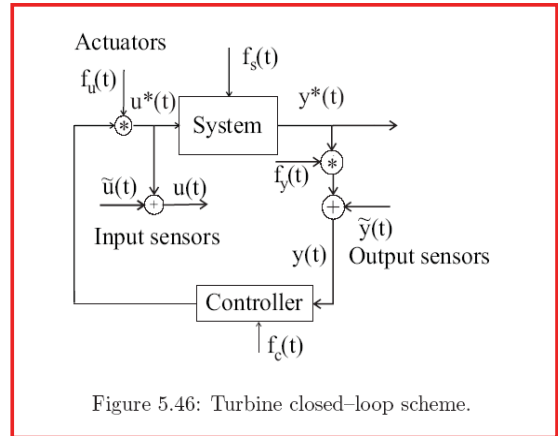 Actuators
f_u(t)
f_s(t)
u*(t)
y*(t)
*
System
ũ(t)
u(t)
+
f_y(t)
*
+
ỹ(t)
Input sensors
y(t)
Output sensors
Controller
f_c(t)
Figure 5.46: Turbine closed–loop scheme.